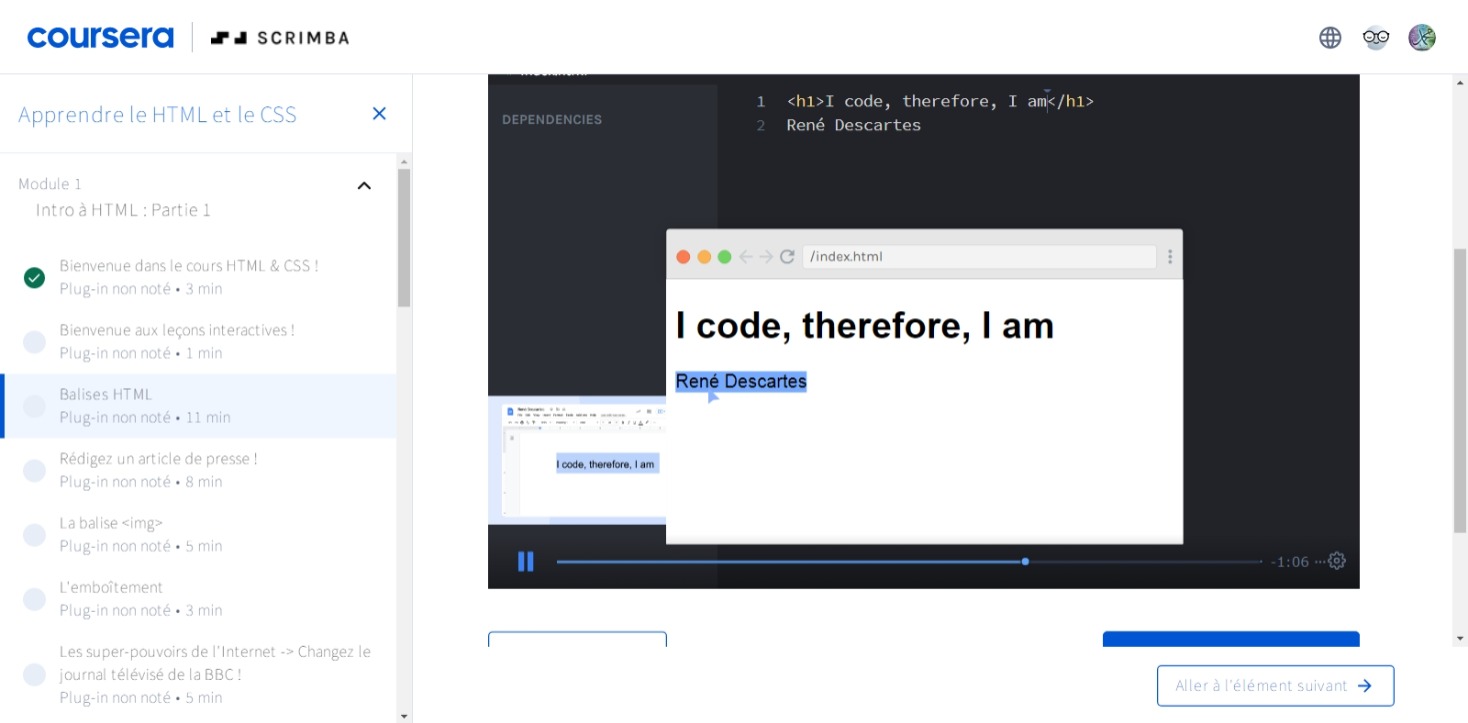 coursera SCRIMBA
Apprendre le HTML et le CSS
Module 1
Intro à HTML : Partie 1
Bienvenue dans le cours HTML & CSS !
Plug-in non noté • 3 min
Bienvenue aux leçons interactives !
Plug-in non noté • 1 min
Balises HTML
Plug-in non noté • 11 min
Rédigez un article de presse !
Plug-in non noté • 8 min
La balise <img>
Plug-in non noté • 5 min
L'emboîtement
Plug-in non noté • 3 min
Les super-pouvoirs de l'Internet -> Changez le
journal télévisé de la BBC !
Plug-in non noté • 5 min
DEPENDENCIES
1 <h1>I code, therefore, I am</h1>
2 René Descartes
/index.html
I code, therefore, I am
René Descartes
I code, therefore, I am
-1:06
Aller à l'élément suivant